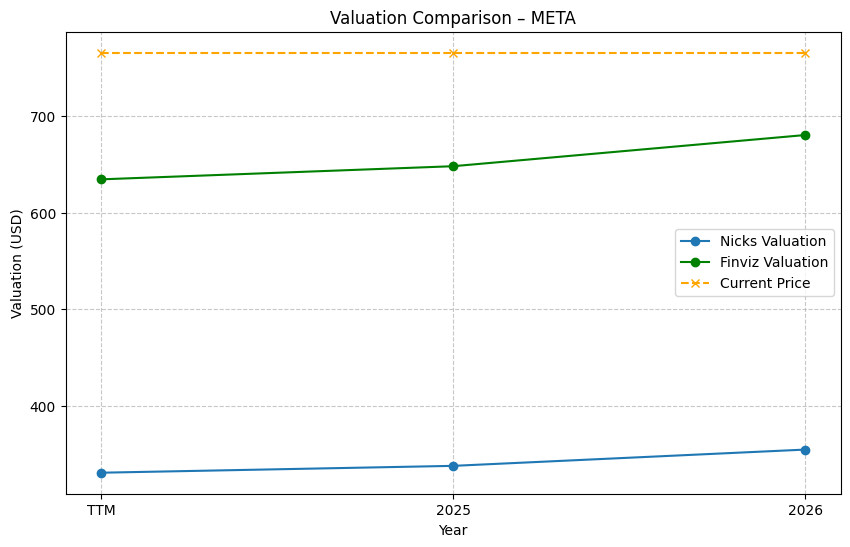 Valuation Comparison – META
Valuation (USD)
700
600
500
400
Nicks Valuation
Finviz Valuation
Current Price
TTM
2025
2026
Year